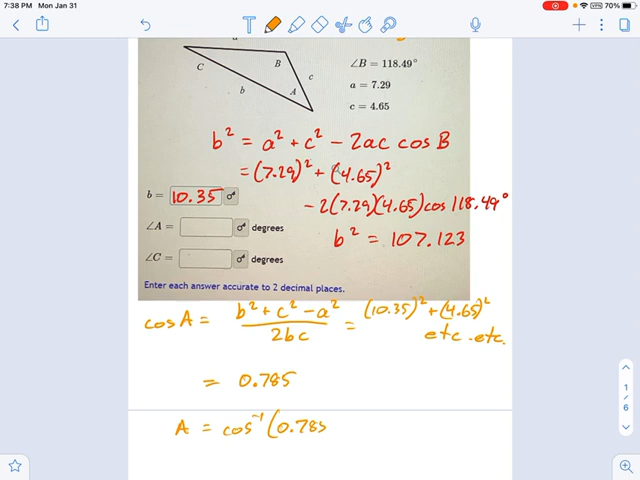 7:38 PM Mon Jan 31
70%
T
B
∠B = 118.49°
C
c
a = 7.29
b
A
c = 4.65
b² = a² + c² − 2ac cos B
= (7.29)² + (4.65)²
b = 10.35 σ⁴
− 2(7.29)(4.65) cos 118.49°
∠A = σ⁴ degrees
b² = 107.123
∠C = σ⁴ degrees
Enter each answer accurate to 2 decimal places.
cos A = b² + c² − a² / 2bc = (10.35)² + (4.65)²
etc. etc.
= 0.785
A = cos⁻¹ (0.785
1
/
6